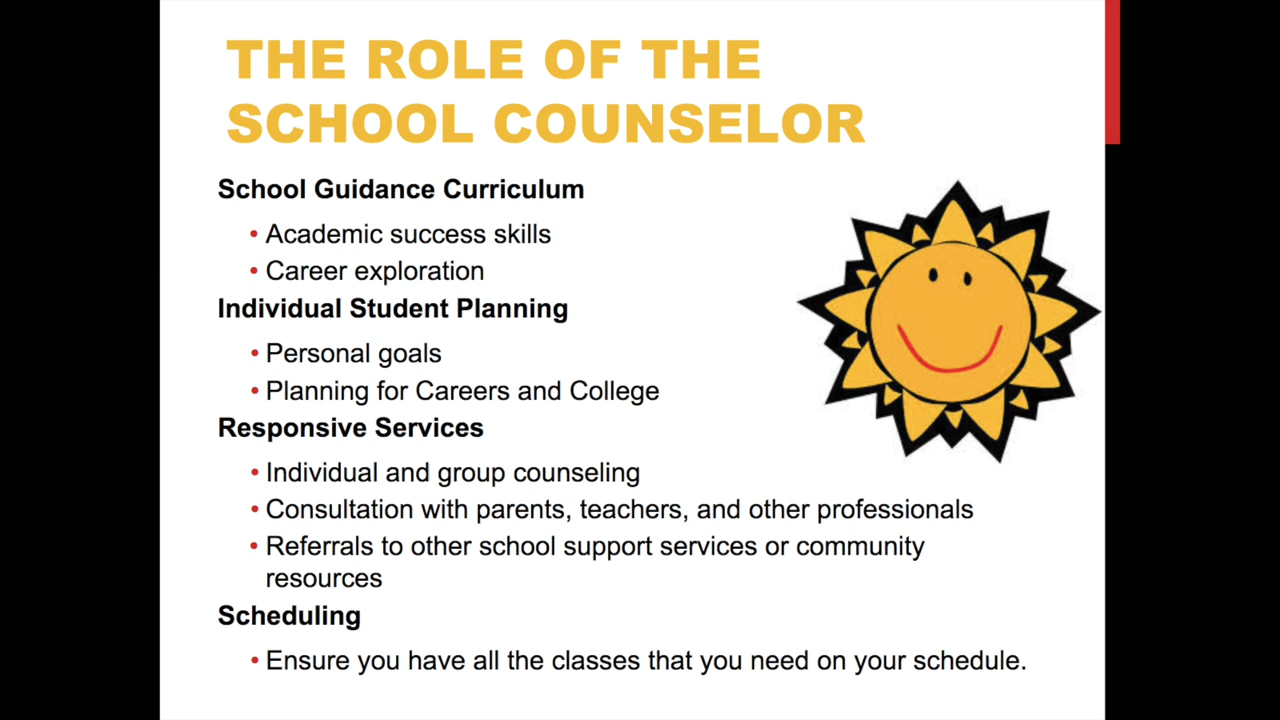 THE ROLE OF THE
SCHOOL COUNSELOR
School Guidance Curriculum
• Academic success skills
• Career exploration
Individual Student Planning
• Personal goals
• Planning for Careers and College
Responsive Services
• Individual and group counseling
• Consultation with parents, teachers, and other professionals
• Referrals to other school support services or community
resources
Scheduling
• Ensure you have all the classes that you need on your schedule.